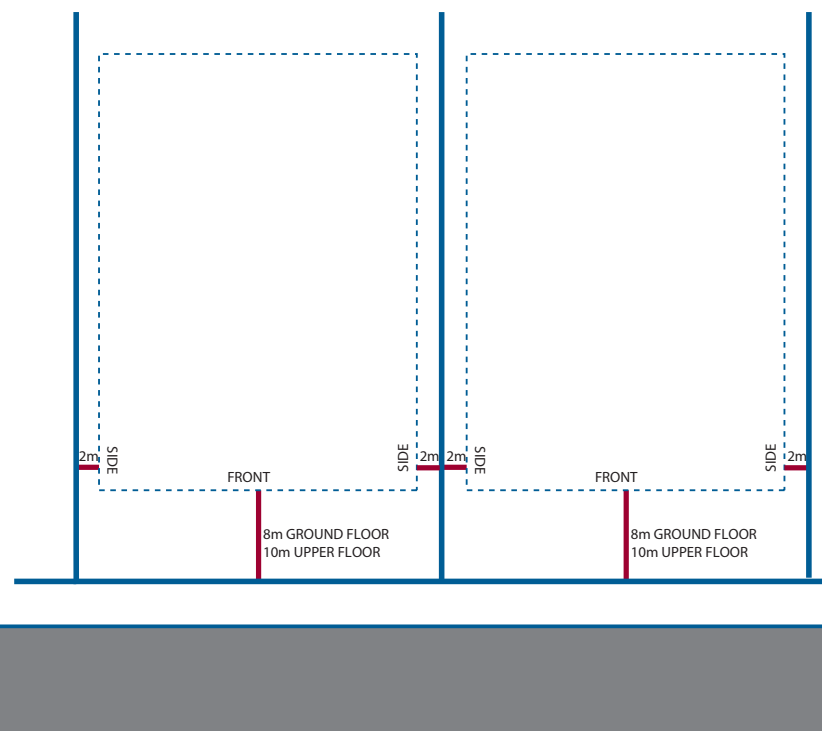 2m
SIDE
SIDE
2m
2m
SIDE
SIDE
2m
FRONT
FRONT
8m GROUND FLOOR
10m UPPER FLOOR
8m GROUND FLOOR
10m UPPER FLOOR